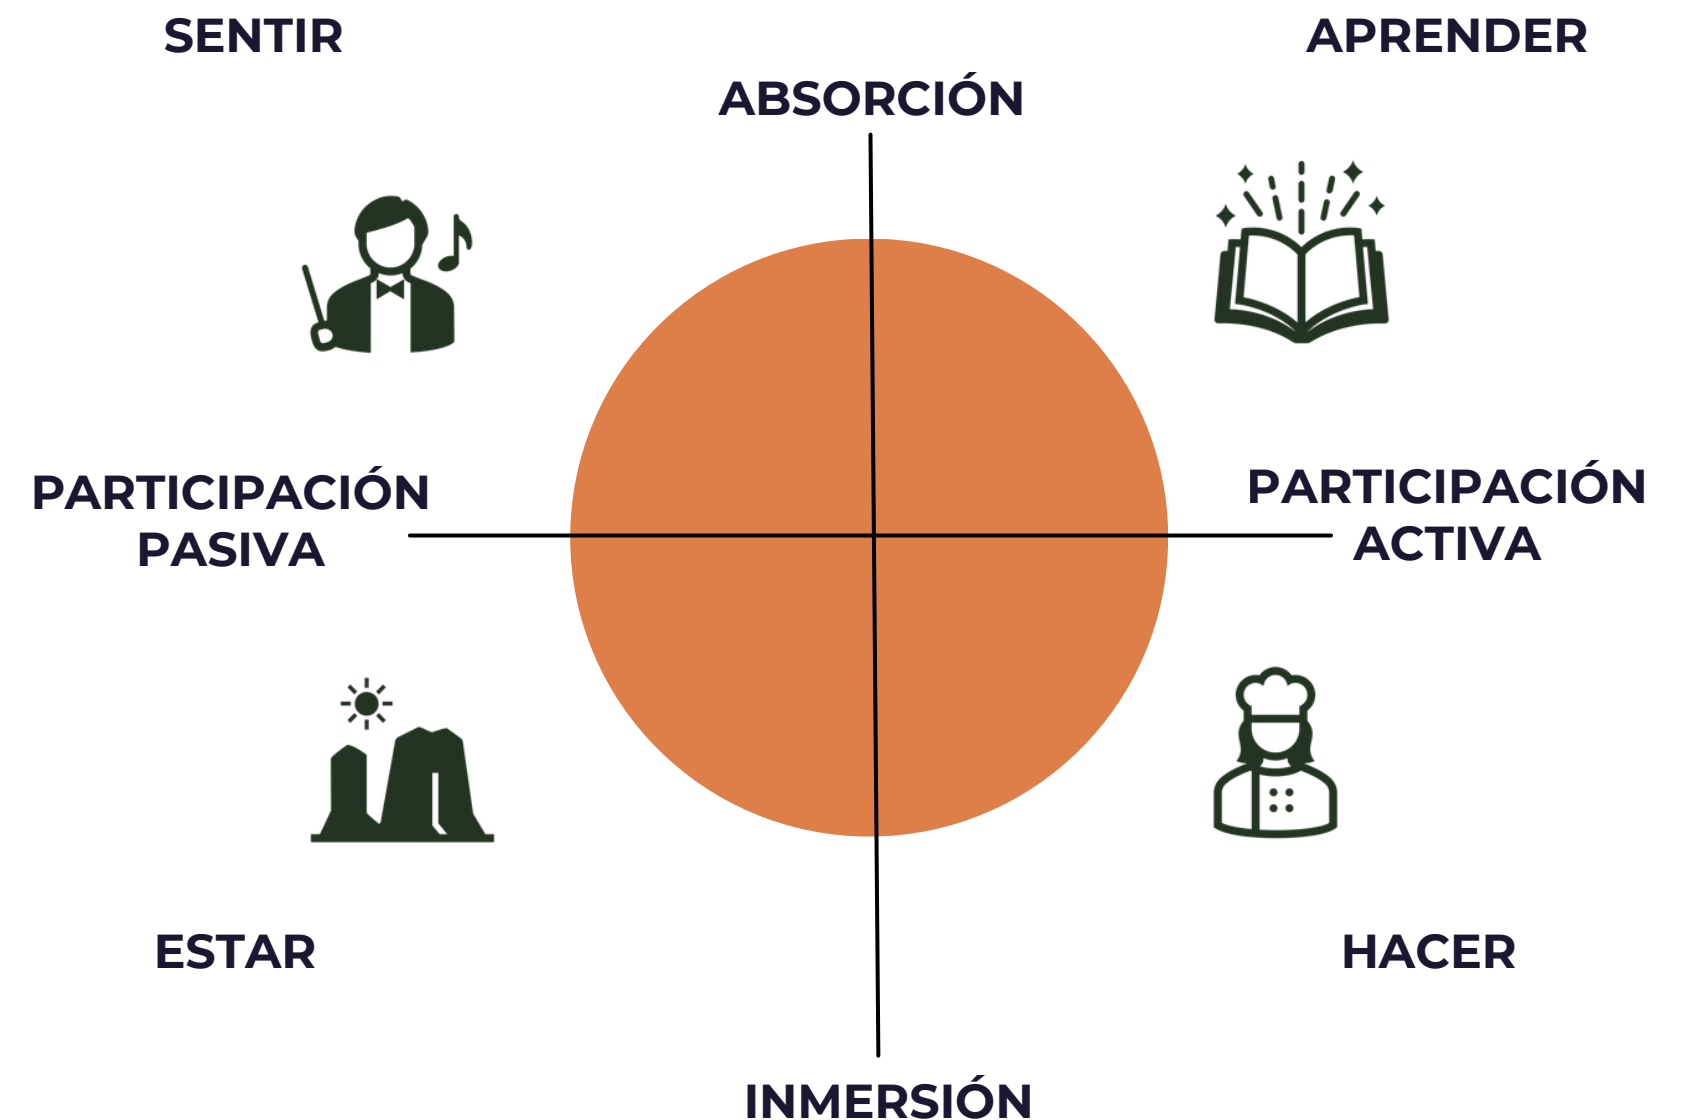 SENTIR
APRENDER
ABSORCIÓN
PARTICIPACIÓN
PASIVA
PARTICIPACIÓN
ACTIVA
ESTAR
HACER
INMERSIÓN